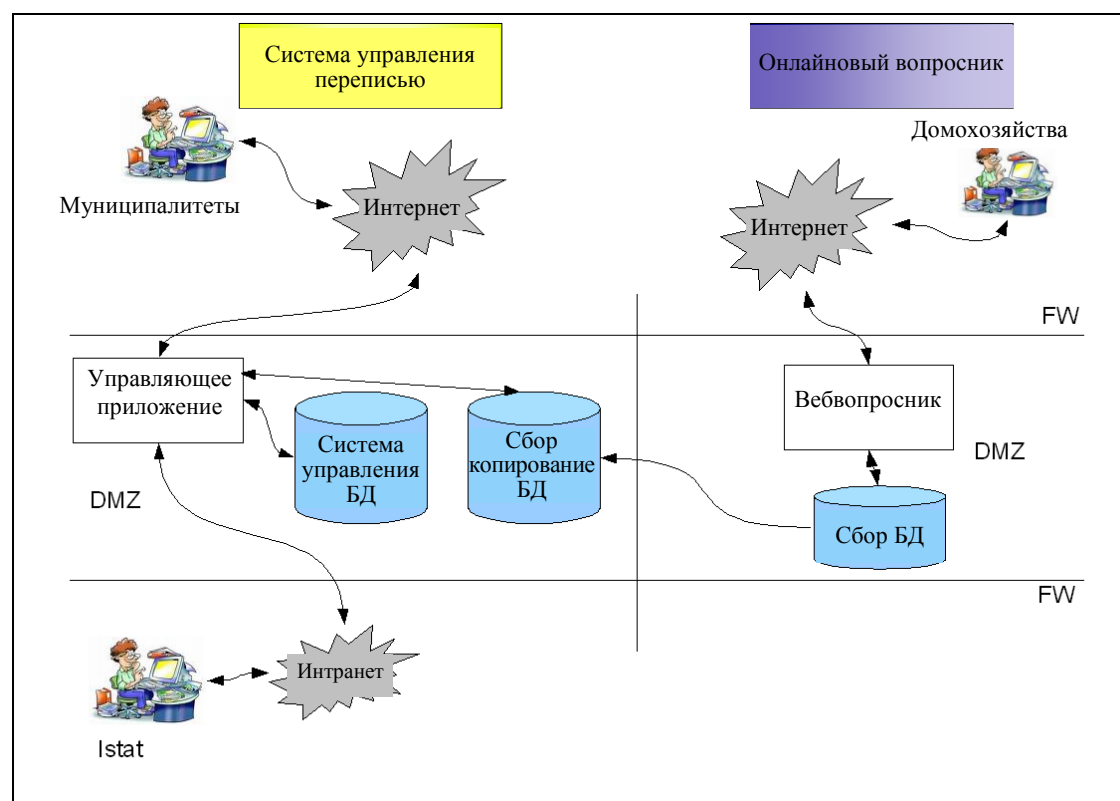 Система управления
переписью
Онлайновый вопросник
Домохозяйства
Муниципалитеты
Интернет
Интернет
FW
Управляющее
приложение
Система
управления
БД
Сбор
копирование
БД
Вебвопросник
DMZ
DMZ
Сбор БД
FW
Интранет
Istat